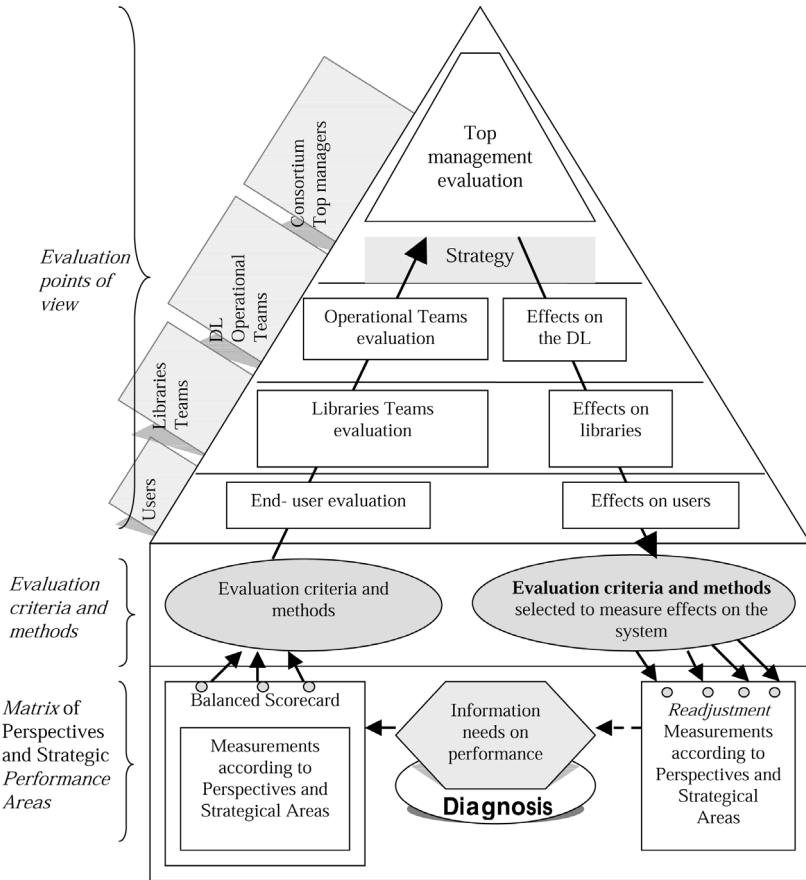 Top
management
evaluation
Consortium
Top managers
Strategy
Evaluation
points of
view
DL
Operational
Teams
Operational Teams
evaluation
Effects on
the DL
Libraries
Teams
Libraries Teams
evaluation
Effects on
libraries
Users
End- user evaluation
Effects on users
Evaluation
criteria and
methods
Evaluation criteria and
methods
Evaluation criteria and methods
selected to measure effects on the
system
Matrix of
Perspectives
and Strategic
Performance
Areas
Balanced Scorecard
Measurements
according to
Perspectives and
Strategical Areas
Information
needs on
performance
Diagnosis
Readjustment
Measurements
according to
Perspectives and
Strategical
Areas